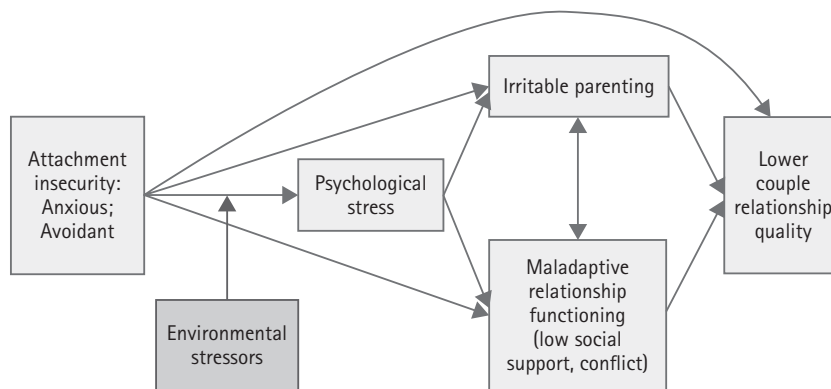 Attachment
insecurity:
Anxious;
Avoidant
Environmental
stressors
Psychological
stress
Irritable parenting
Maladaptive
relationship
functioning
(low social
support, conflict)
Lower
couple
relationship
quality